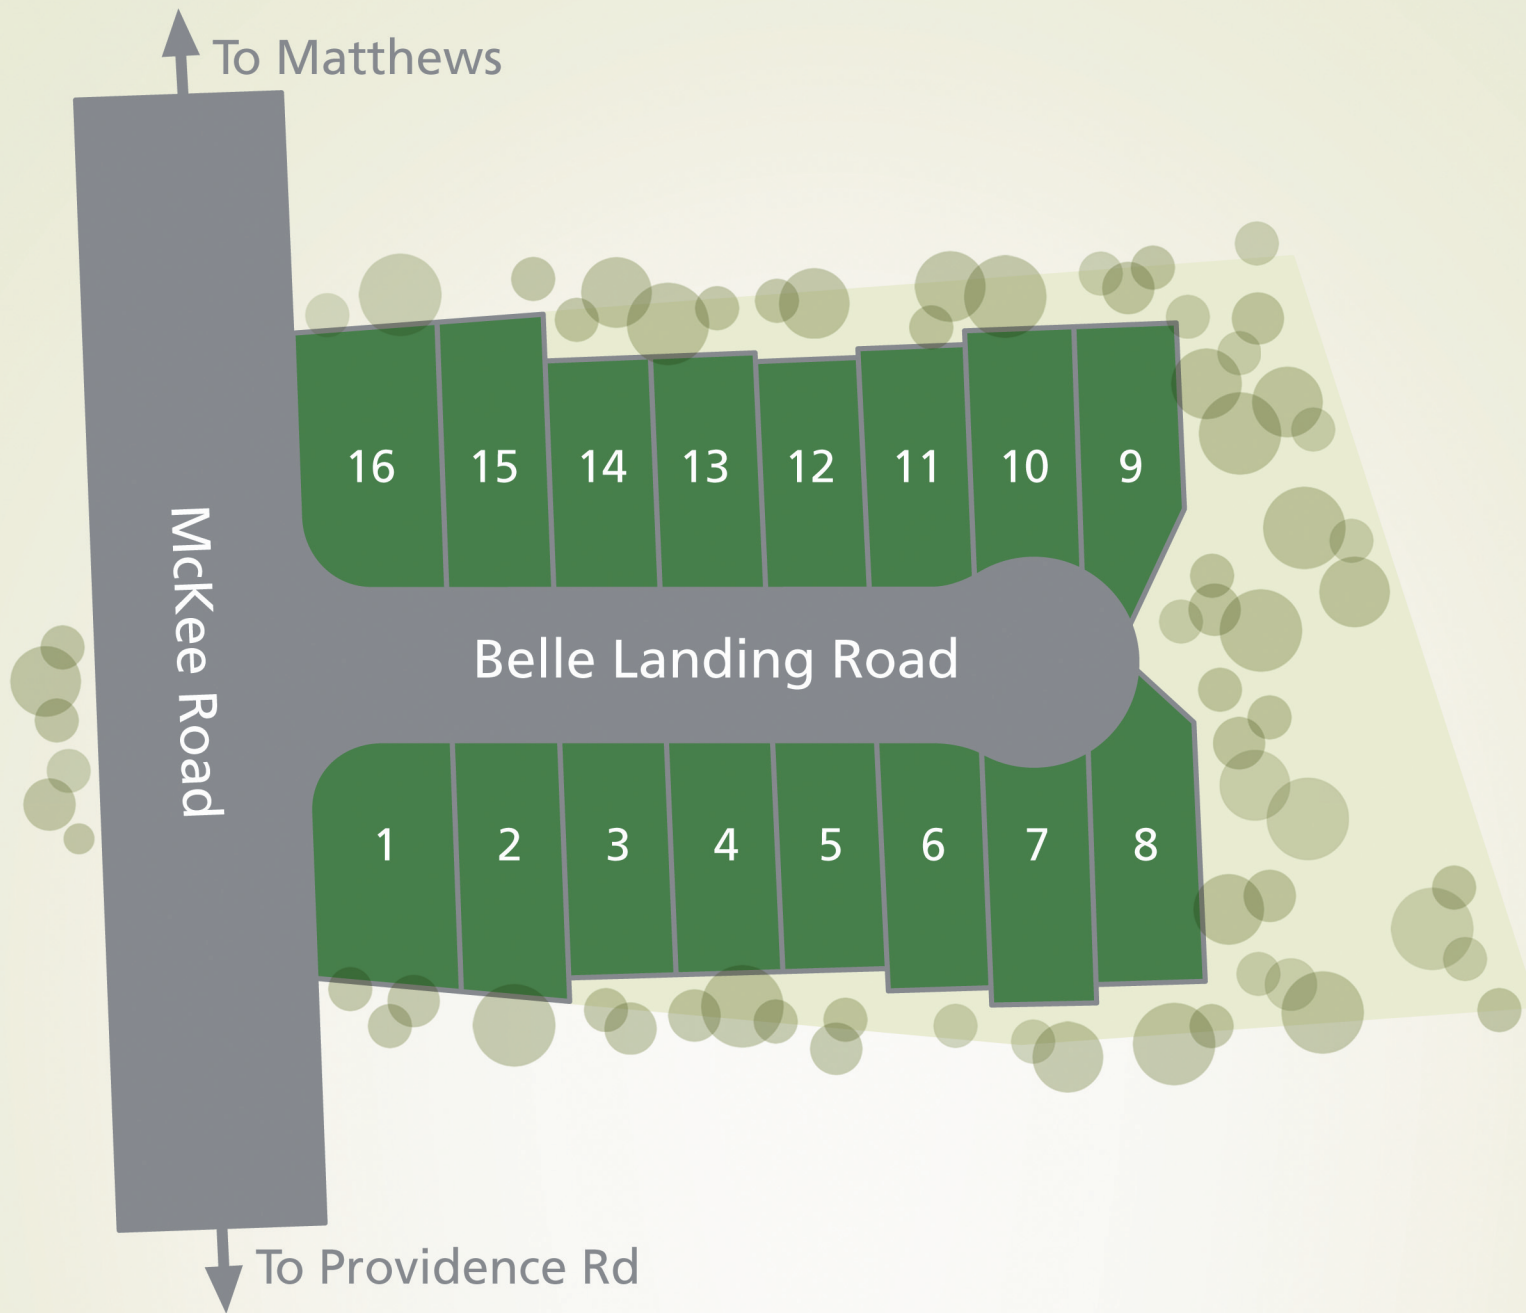 To Matthews
16 15 14 13 12 11 10 9
McKee Road
Belle Landing Road
1 2 3 4 5 6 7 8
To Providence Rd